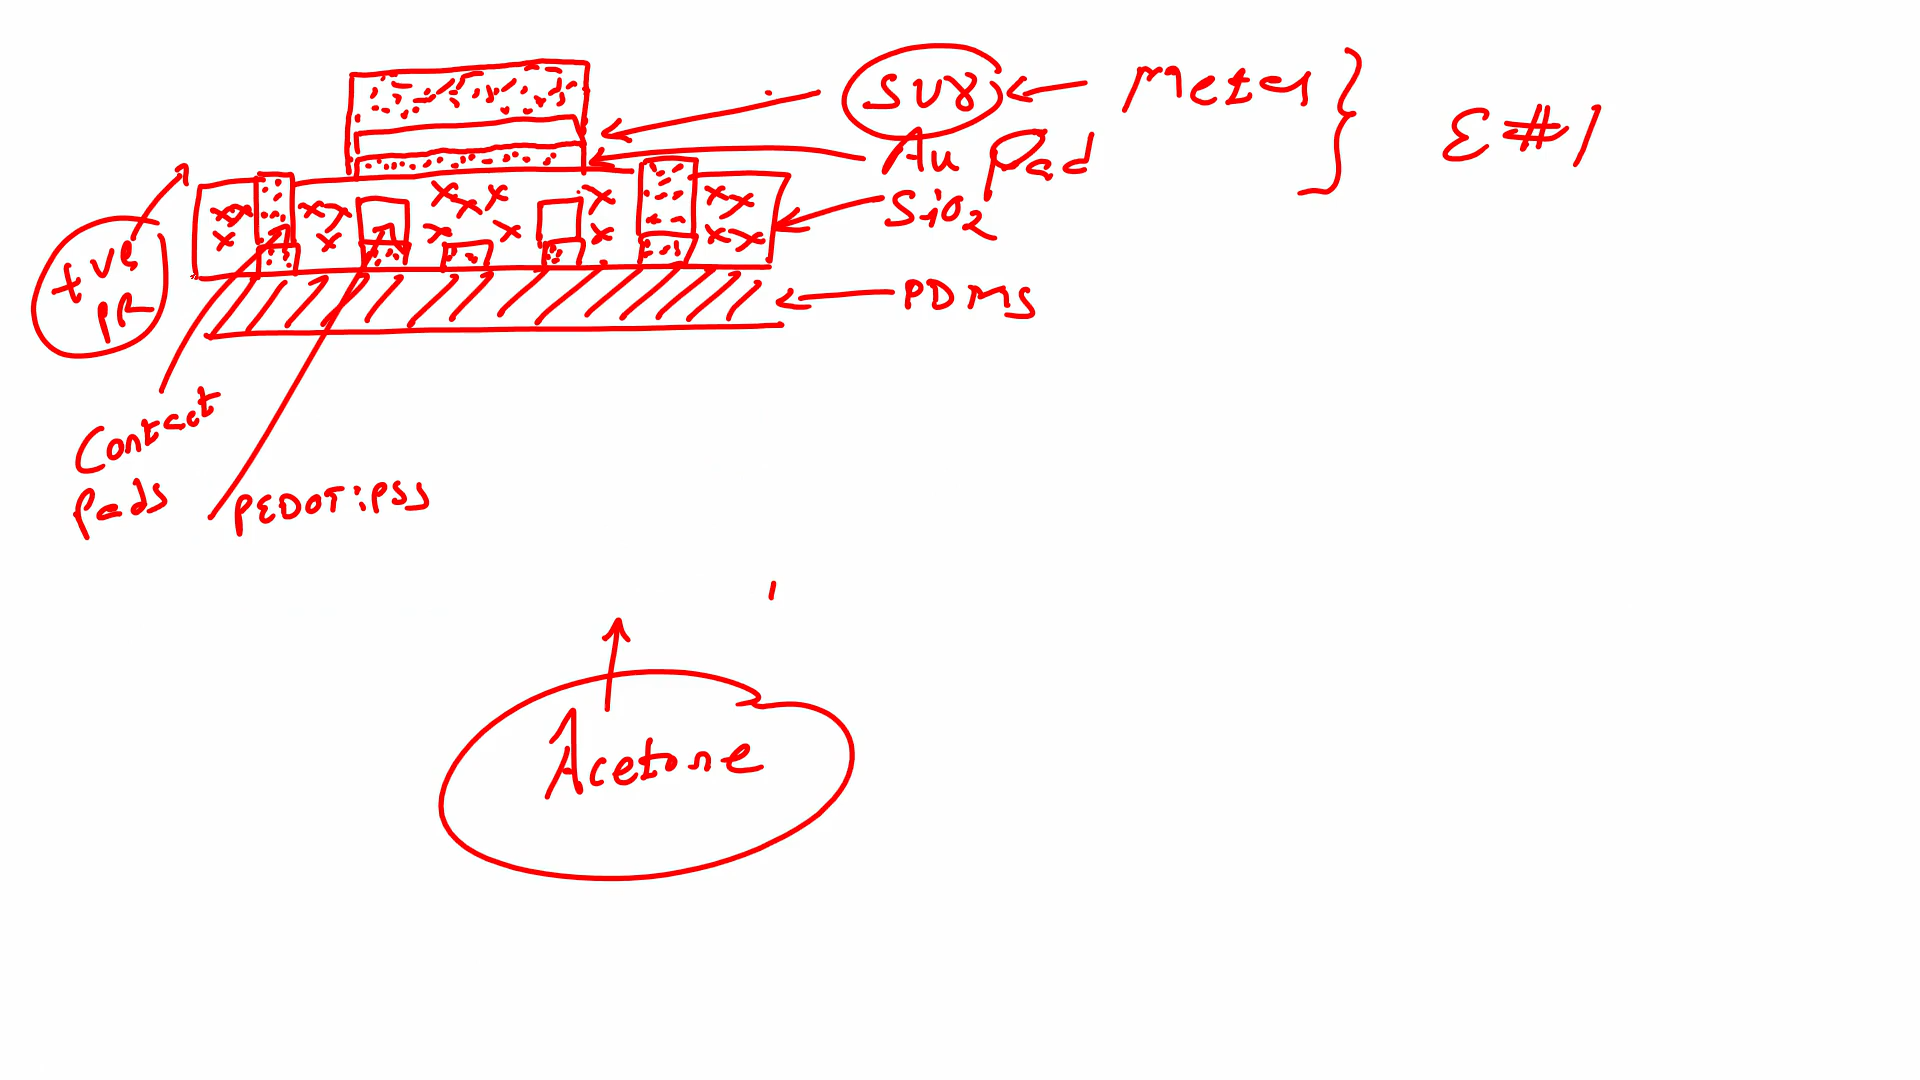 SU8 Metal
Au Pad
E#1
SiO2
+ve
PR
PDMS
Contact
Pads
PEDOT:PSS
Acetone